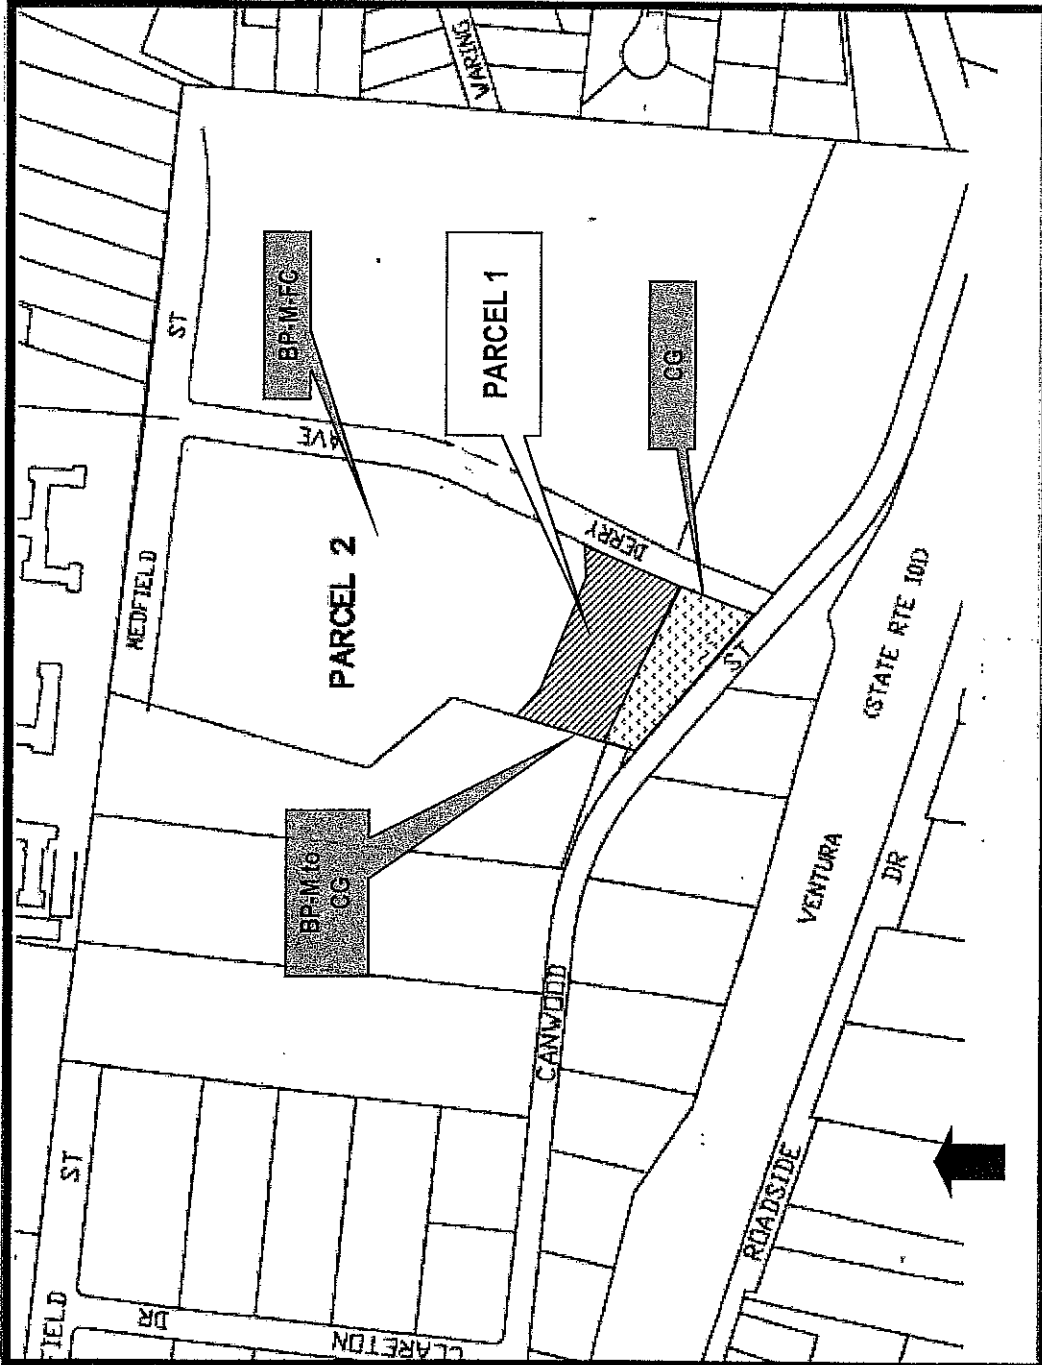 FIELD
ST
MEDFIELD
ST
WARING
BP-M-FC
AVE
PARCEL 2
PARCEL 1
BP-M to
CG
DERRY
CG
DR
CLARETON
CANWOOD
ST
VENTURA
(STATE RTE 101)
ROADSIDE
DR